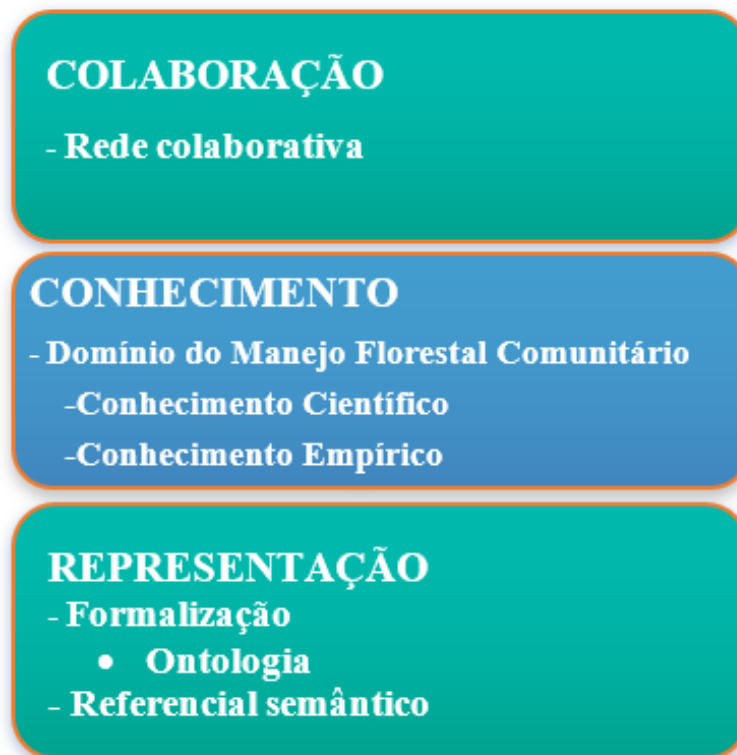 COLABORAÇÃO
- Rede colaborativa
CONHECIMENTO
- Domínio do Manejo Florestal Comunitário
-Conhecimento Científico
-Conhecimento Empírico
REPRESENTAÇÃO
- Formalização
• Ontologia
- Referencial semântico